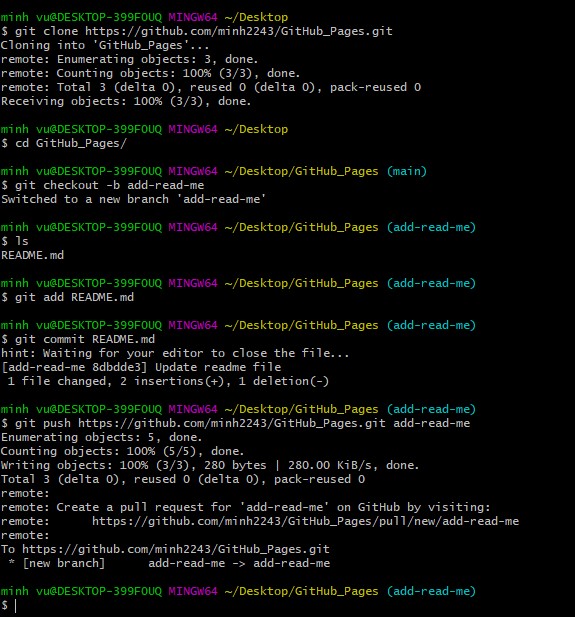 minh vu@DESKTOP-399FOUQ MINGW64 ~/Desktop
$ git clone https://github.com/minh2243/GitHub_Pages.git
Cloning into 'GitHub_Pages'...
remote: Enumerating objects: 3, done.
remote: Counting objects: 100% (3/3), done.
remote: Total 3 (delta 0), reused 0 (delta 0), pack-reused 0
Receiving objects: 100% (3/3), done.
minh vu@DESKTOP-399FOUQ MINGW64 ~/Desktop
$ cd GitHub_Pages/
minh vu@DESKTOP-399FOUQ MINGW64 ~/Desktop/GitHub_Pages (main)
$ git checkout -b add-read-me
Switched to a new branch 'add-read-me'
minh vu@DESKTOP-399FOUQ MINGW64 ~/Desktop/GitHub_Pages (add-read-me)
$ ls
README.md
minh vu@DESKTOP-399FOUQ MINGW64 ~/Desktop/GitHub_Pages (add-read-me)
$ git add README.md
minh vu@DESKTOP-399FOUQ MINGW64 ~/Desktop/GitHub_Pages (add-read-me)
$ git commit README.md
hint: Waiting for your editor to close the file...
[add-read-me 8dbdde3] Update readme file
 1 file changed, 2 insertions(+), 1 deletion(-)
minh vu@DESKTOP-399FOUQ MINGW64 ~/Desktop/GitHub_Pages (add-read-me)
$ git push https://github.com/minh2243/GitHub_Pages.git add-read-me
Enumerating objects: 5, done.
Counting objects: 100% (5/5), done.
Writing objects: 100% (3/3), 280 bytes | 280.00 KiB/s, done.
Total 3 (delta 0), reused 0 (delta 0), pack-reused 0
remote:
remote: Create a pull request for 'add-read-me' on GitHub by visiting:
remote:      https://github.com/minh2243/GitHub_Pages/pull/new/add-read-me
remote:
To https://github.com/minh2243/GitHub_Pages.git
 * [new branch]      add-read-me -> add-read-me
minh vu@DESKTOP-399FOUQ MINGW64 ~/Desktop/GitHub_Pages (add-read-me)
$